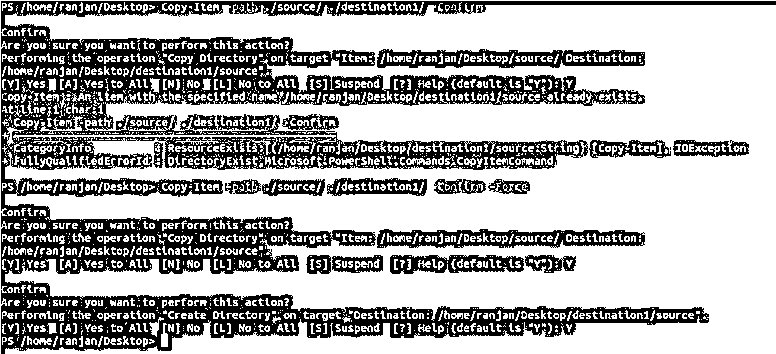 PS /home/ranjan/Desktop> Copy-Item -path ./source/ ./destination1/ -Confirm
Confirm
Are you sure you want to perform this action?
Performing the operation "Copy Directory" on target "Item: /home/ranjan/Desktop/source/ Destination:
/home/ranjan/Desktop/destination1/source".
[Y] Yes [A] Yes to All [N] No [L] No to All [S] Suspend [?] Help (default is "Y"): Y
Copy-Item : An item with the specified name /home/ranjan/Desktop/destination1/source already exists.
At line:1 char:1
+ Copy-Item -path ./source/ ./destination1/ -Confirm
+ CategoryInfo : ResourceExists: (/home/ranjan/Desktop/destination1/source:String) [Copy-Item], IOException
+ FullyQualifiedErrorId : DirectoryExist,Microsoft.PowerShell.Commands.CopyItemCommand
PS /home/ranjan/Desktop> Copy-Item -path ./source/ ./destination1/ -Confirm -Force
Confirm
Are you sure you want to perform this action?
Performing the operation "Copy Directory" on target "Item: /home/ranjan/Desktop/source/ Destination:
/home/ranjan/Desktop/destination1/source".
[Y] Yes [A] Yes to All [N] No [L] No to All [S] Suspend [?] Help (default is "Y"): Y
Confirm
Are you sure you want to perform this action?
Performing the operation "Create Directory" on target "Destination: /home/ranjan/Desktop/destination1/source".
[Y] Yes [A] Yes to All [N] No [L] No to All [S] Suspend [?] Help (default is "Y"): Y
PS /home/ranjan/Desktop>